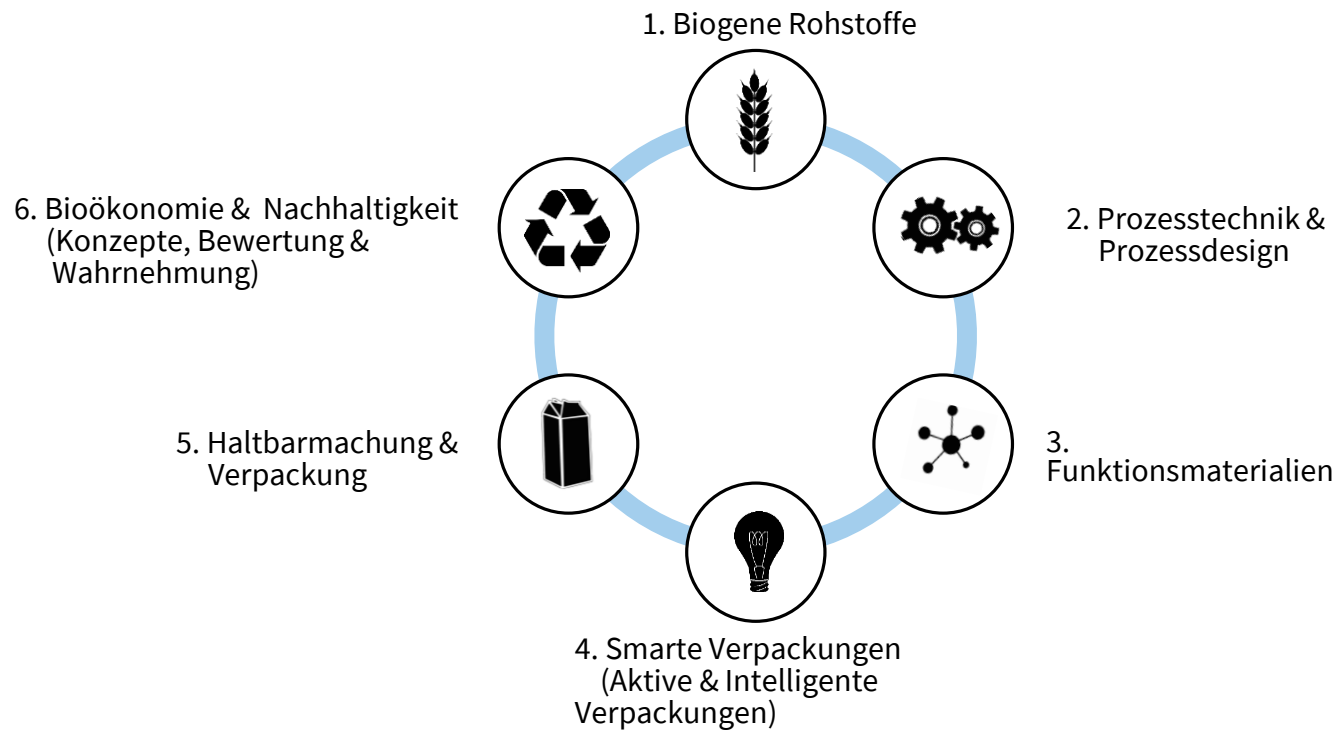 1. Biogene Rohstoffe
2. Prozesstechnik &
Prozessdesign
3.
Funktionsmaterialien
4. Smarte Verpackungen
(Aktive & Intelligente
Verpackungen)
5. Haltbarmachung &
Verpackung
6. Bioökonomie & Nachhaltigkeit
(Konzepte, Bewertung &
Wahrnehmung)